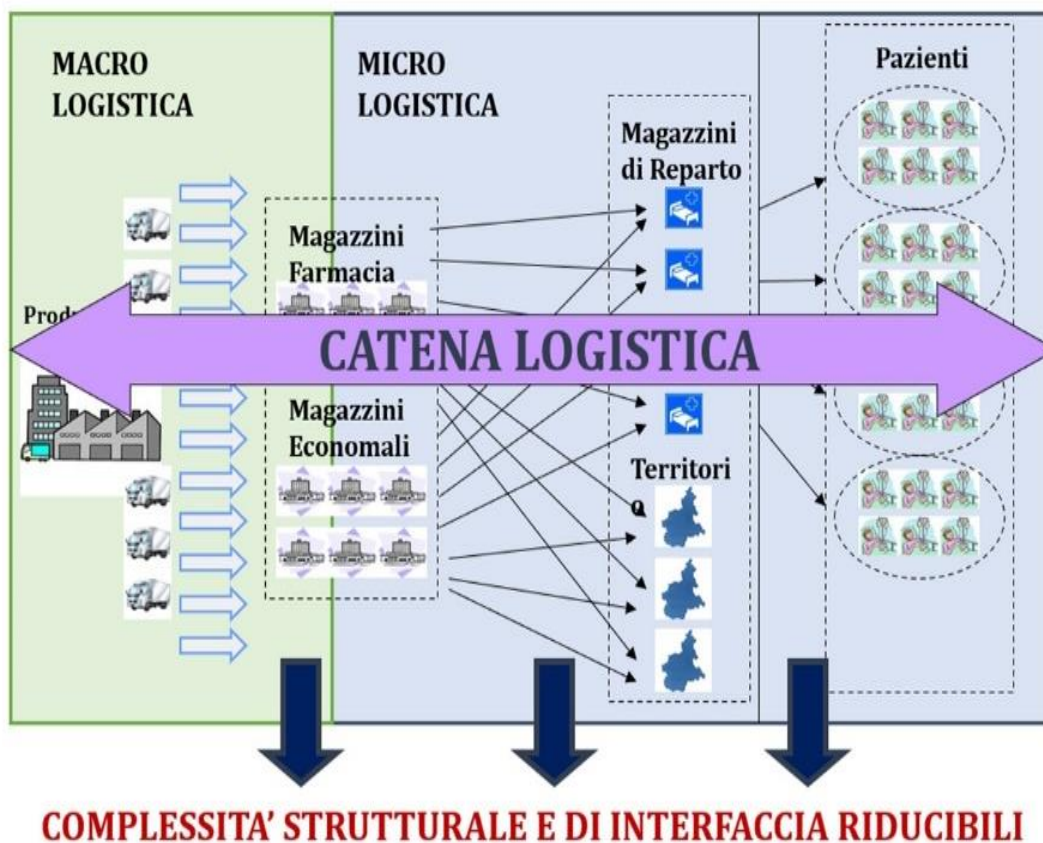 MACRO
LOGISTICA
MICRO
LOGISTICA
Pazienti
Magazzini
di Reparto
Magazzini
Farmacia
Prod
CATENA LOGISTICA
Magazzini
Economali
Territori
o
COMPLESSITA’ STRUTTURALE E DI INTERFACCIA RIDUCIBILI